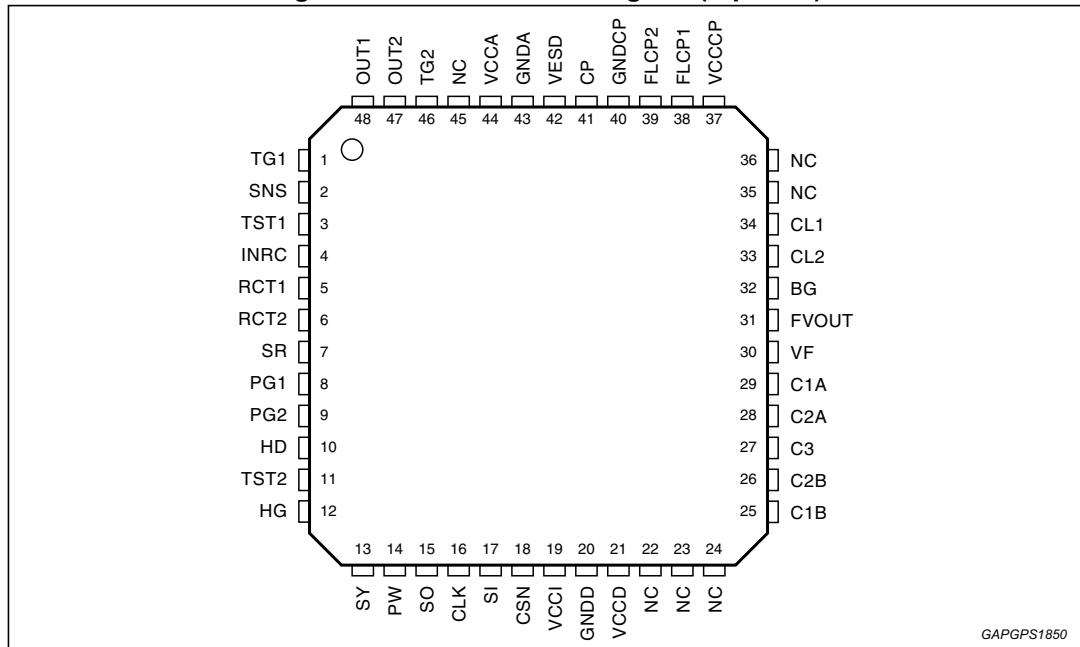 OUT1 OUT2 TG2 NC VCCA GNDA VESD CP GNDCP FLCP2 FLCP1 VCCCP
48 47 46 45 44 43 42 41 40 39 38 37
TG1 1 36 NC
SNS 2 35 NC
TST1 3 34 CL1
INRC 4 33 CL2
RCT1 5 32 BG
RCT2 6 31 FVOUT
SR 7 30 VF
PG1 8 29 C1A
PG2 9 28 C2A
HD 10 27 C3
TST2 11 26 C2B
HG 12 25 C1B
13 14 15 16 17 18 19 20 21 22 23 24
SY PW SO CLK SI CSN VCCI GNDD VCCD NC NC NC
GAPGPS1850